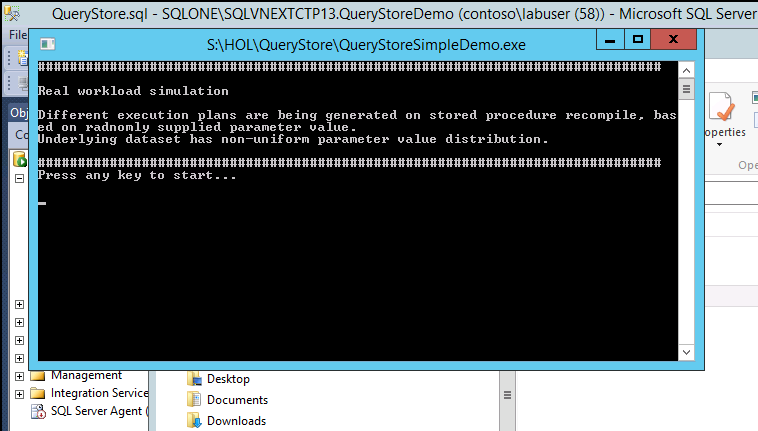 QueryStore.sql - SQLONE\SQLVNEXTCTP13.QueryStoreDemo (contoso\labuser (58)) - Microsoft SQL Server
File
S:\HOL\QueryStore\QueryStoreSimpleDemo.exe
##############################################################################
Real workload simulation
Different execution plans are being generated on stored procedure recompile, bas
ed on radnomly supplied parameter value.
Underlying dataset has non-uniform parameter value distribution.
##############################################################################
Press any key to start...
Obj
Co
operties
Ope
Management
Integration Service
SQL Server Agent (
Desktop
Documents
Downloads